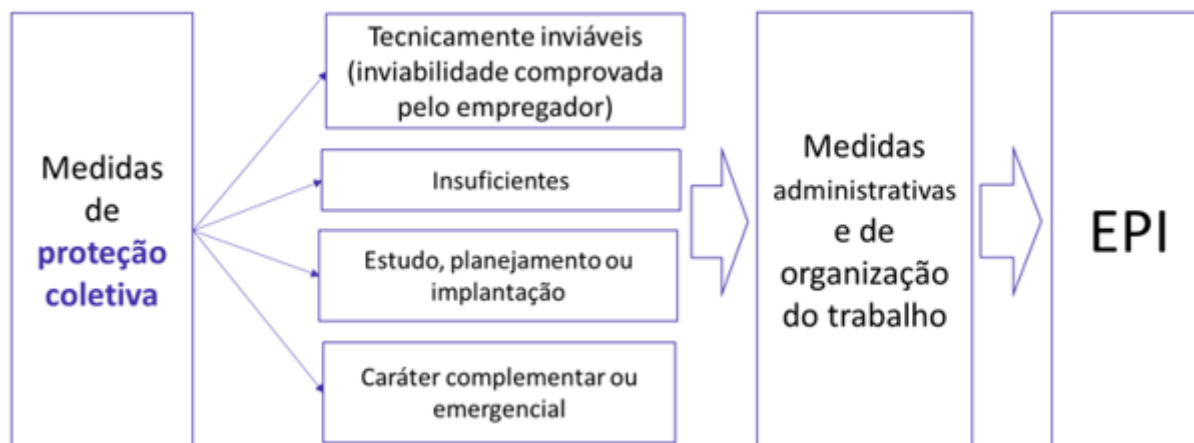 Medidas
de
proteção
coletiva
Tecnicamente inviáveis
(inviabilidade comprovada
pelo empregador)
Insuficientes
Estudo, planejamento ou
implantação
Caráter complementar ou
emergencial
Medidas
administrativas
e de
organização
do trabalho
EPI